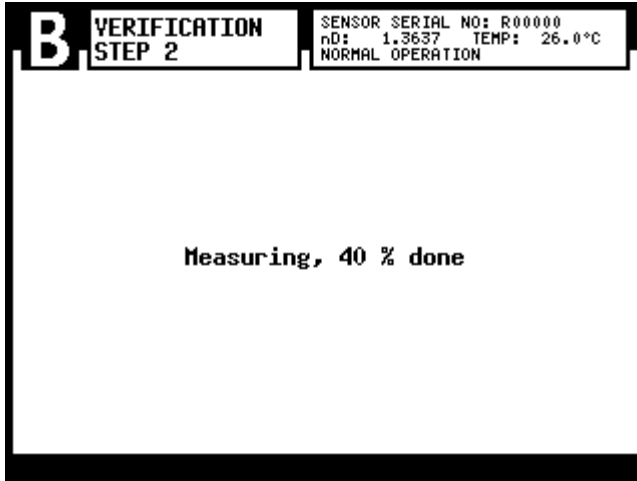 B
VERIFICATION
STEP 2
SENSOR SERIAL NO: R00000
nD: 1.3637 TEMP: 26.0°C
NORMAL OPERATION
Measuring, 40 % done